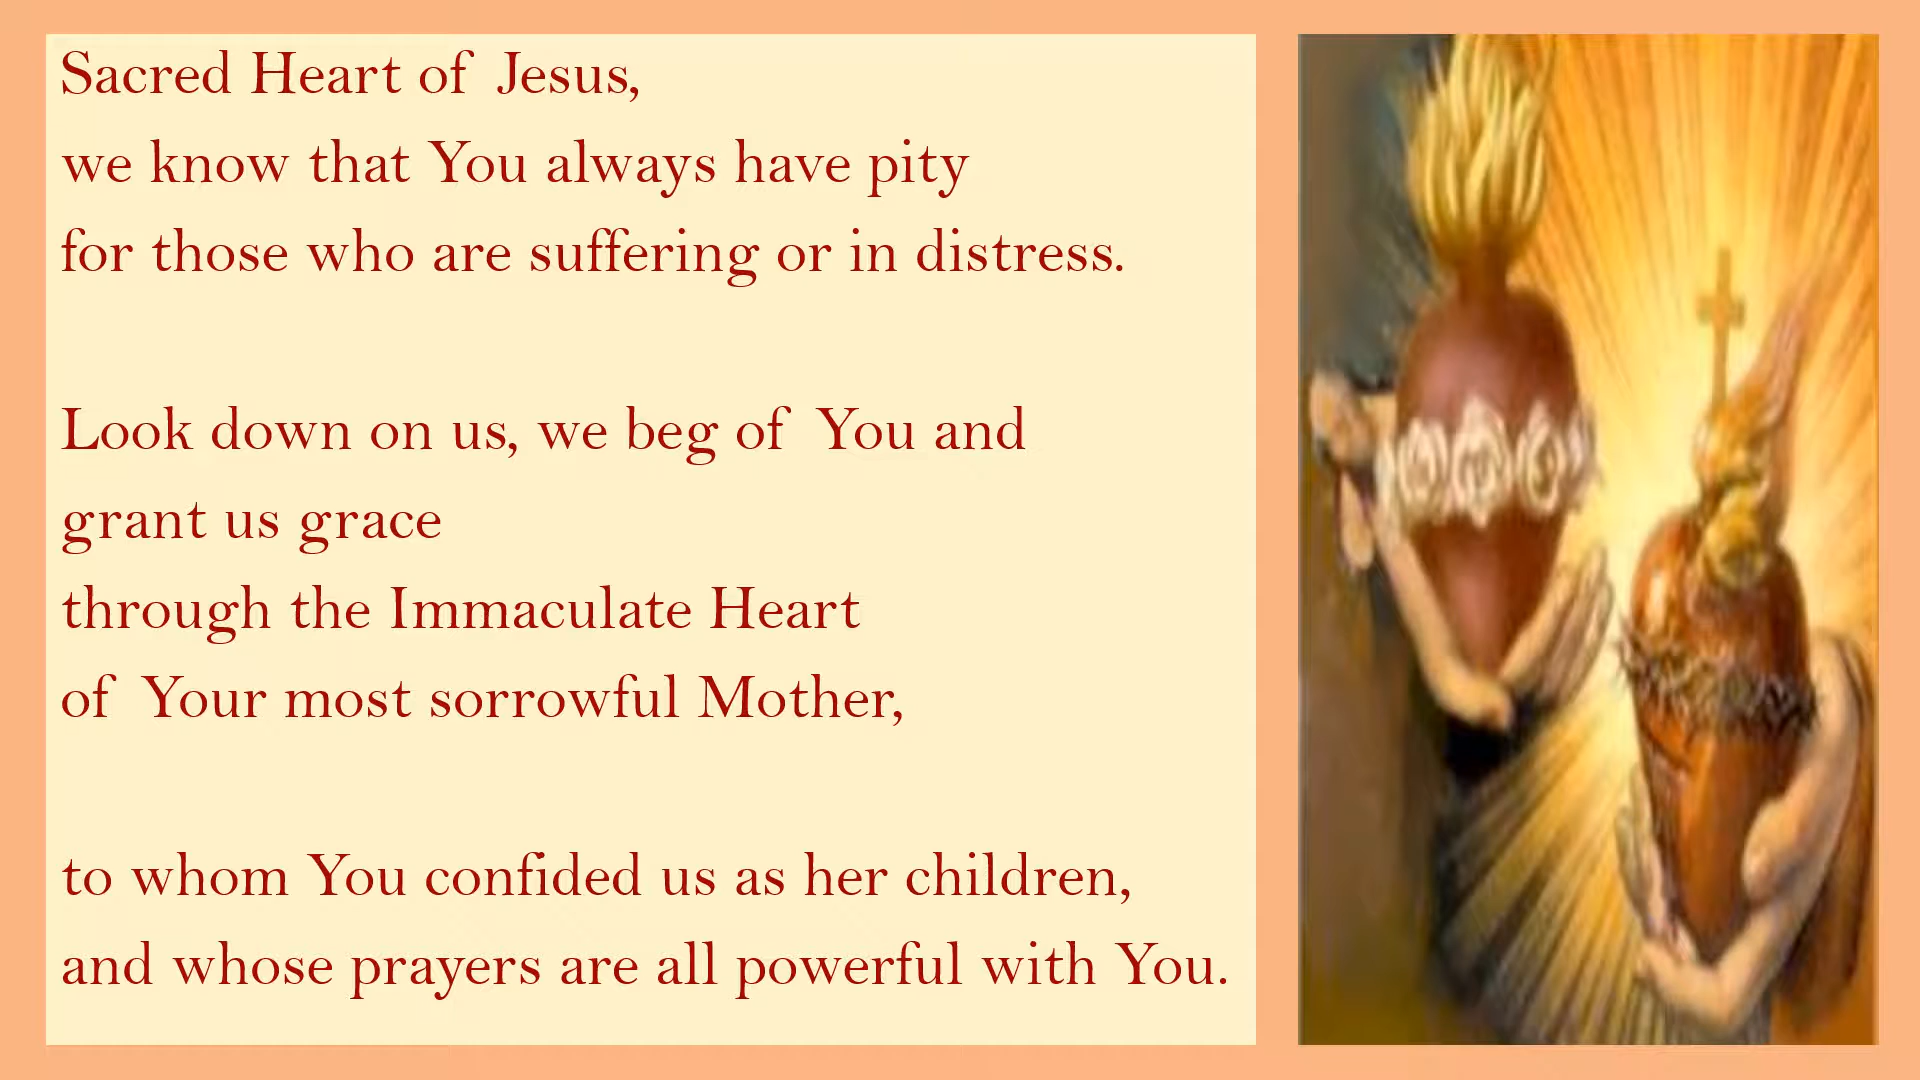 Sacred Heart of Jesus,
we know that You always have pity
for those who are suffering or in distress.
Look down on us, we beg of You and
grant us grace
through the Immaculate Heart
of Your most sorrowful Mother,
to whom You confided us as her children,
and whose prayers are all powerful with You.